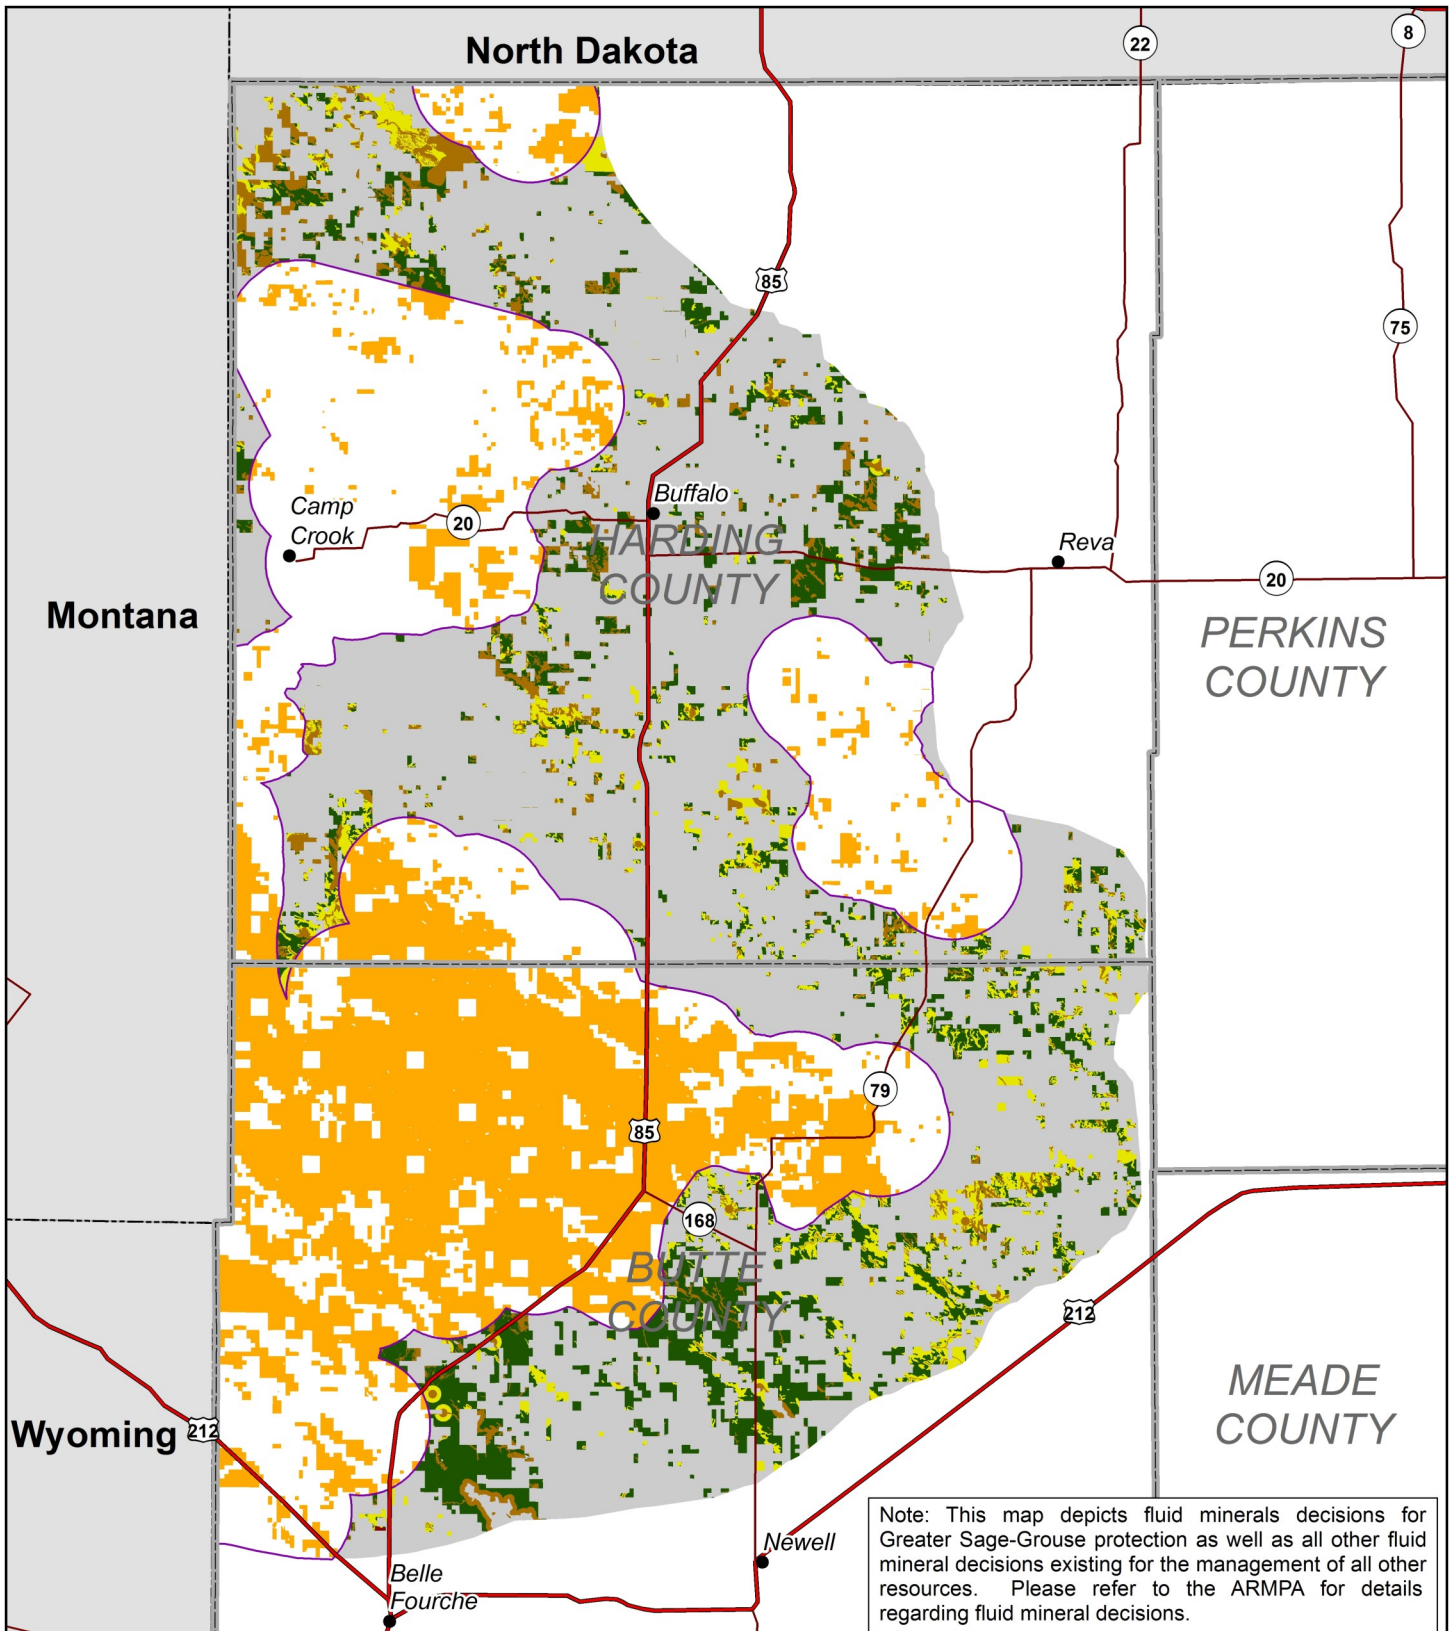 North Dakota
22
8
85
75
Camp
Crook
20
Buffalo
HARDING
COUNTY
Reva
20
Montana
PERKINS
COUNTY
79
85
168
BUTTE
COUNTY
212
MEADE
COUNTY
Wyoming
212
Note: This map depicts fluid minerals decisions for
Greater Sage-Grouse protection as well as all other fluid
mineral decisions existing for the management of all other
resources. Please refer to the ARMPA for details
regarding fluid mineral decisions.
Newell
Belle
Fourche